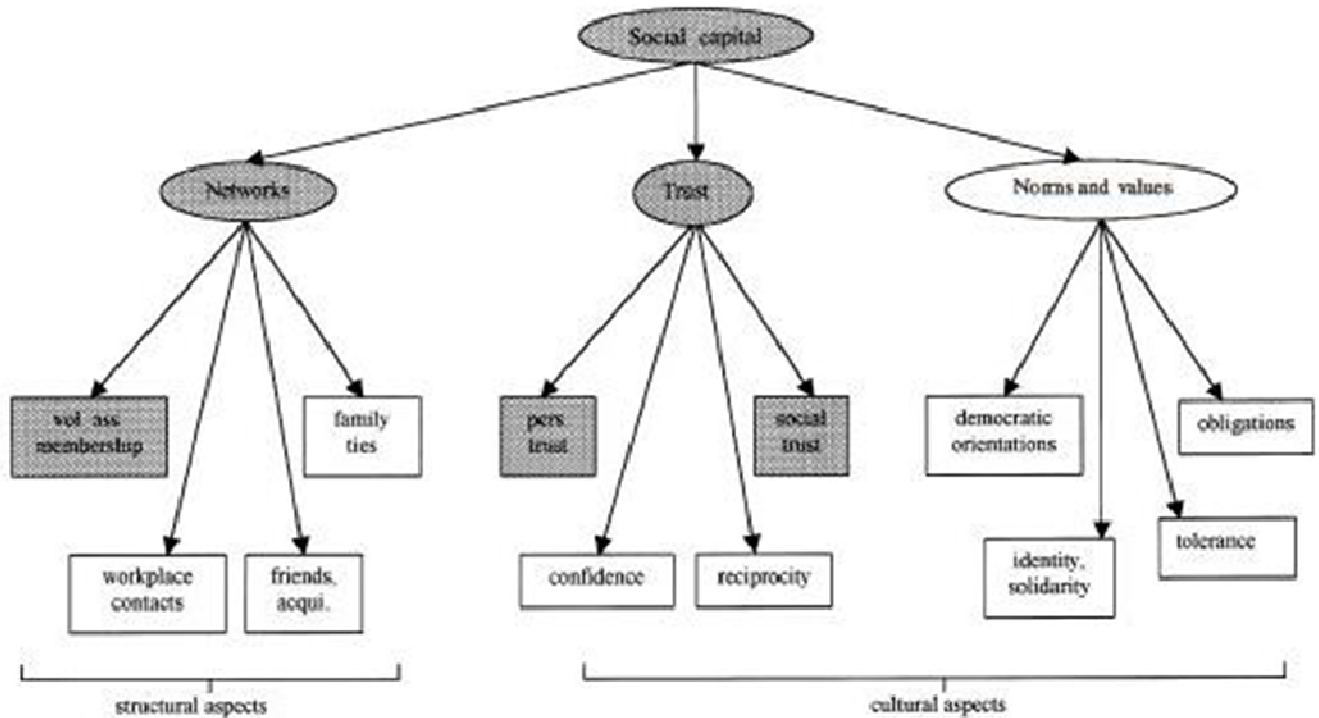 Social capital
Networks
Trust
Norms and values
vol ass
membership
family
ties
pers
trust
social
trust
democratic
orientations
obligations
workplace
contacts
friends,
acqui.
confidence
reciprocity
identity,
solidarity
tolerance
structural aspects
cultural aspects